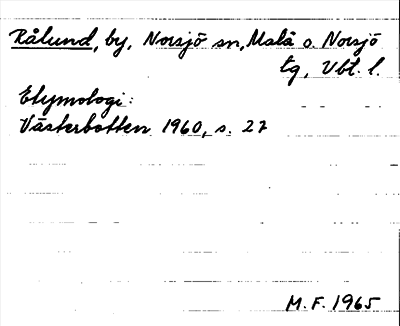 Rålund, by, Norsjö sn, Malå o. Norsjö
tg, Vbt. l.
Etymologi:
Västerbotten 1960, s. 27
M.F. 1965